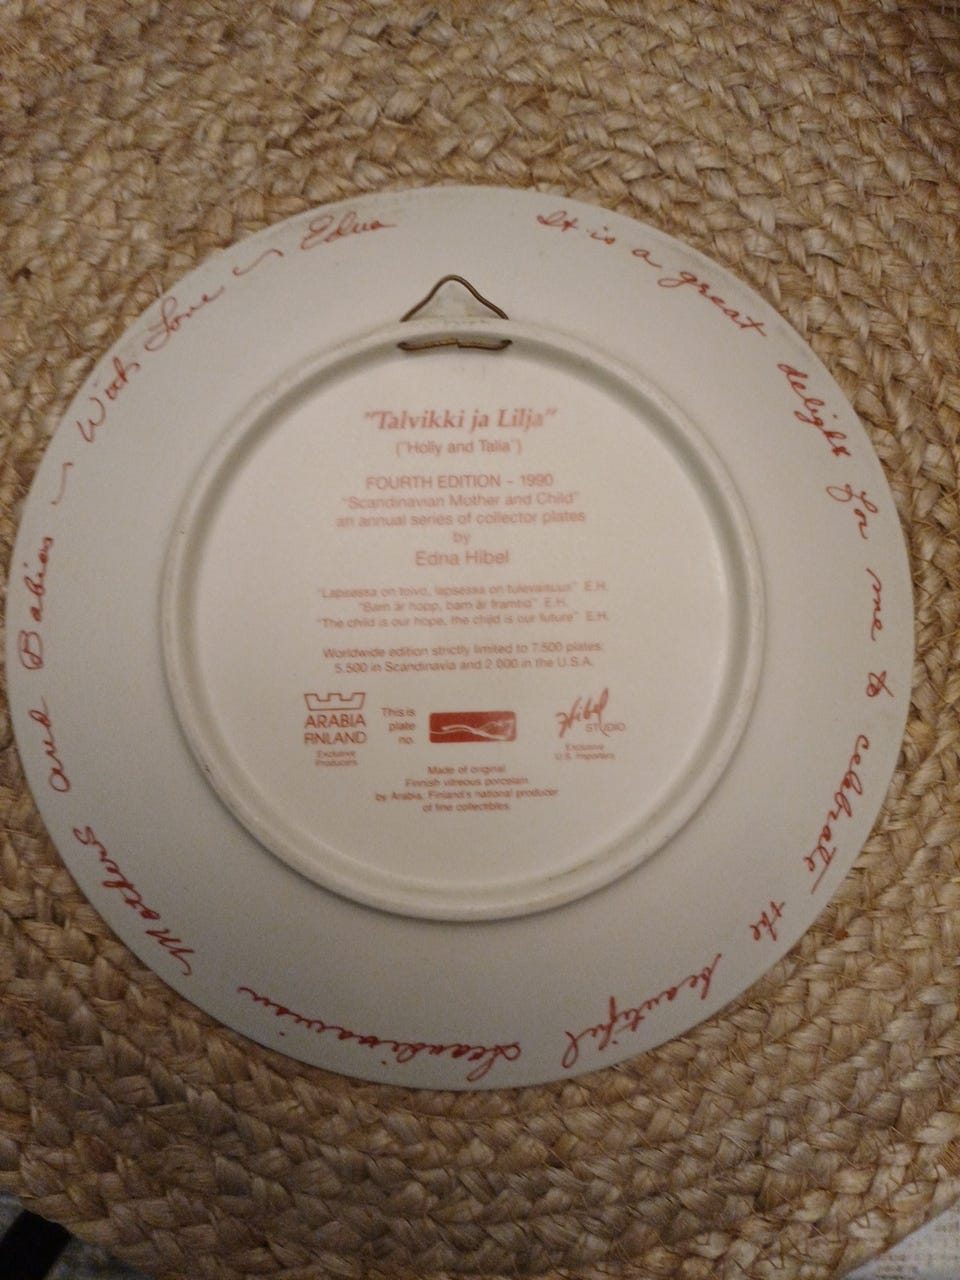 It is a great delight for me to celebrate the beautiful Scandinavian Mothers and Babies ~ With Love ~ Edna
"Talvikki ja Lilja"
("Holly and Talia")
FOURTH EDITION - 1990
"Scandinavian Mother and Child"
an annual series of collector plates
by
Edna Hibel
"Lapsessa on toivo, lapsessa on tulevaisuus" E.H.
"Barn är hopp, barn är framtid" E.H.
"The child is our hope, the child is our future" E.H.
Worldwide edition strictly limited to 7.500 plates:
5.500 in Scandinavia and 2.000 in the U.S.A.
ARABIA
FINLAND
Exclusive
Producers
This is
plate
no.
Hibel
STUDIO
Exclusive
U.S. Importers
Made of original
Finnish vitreous porcelain
by Arabia, Finland's national producer
of fine collectibles.